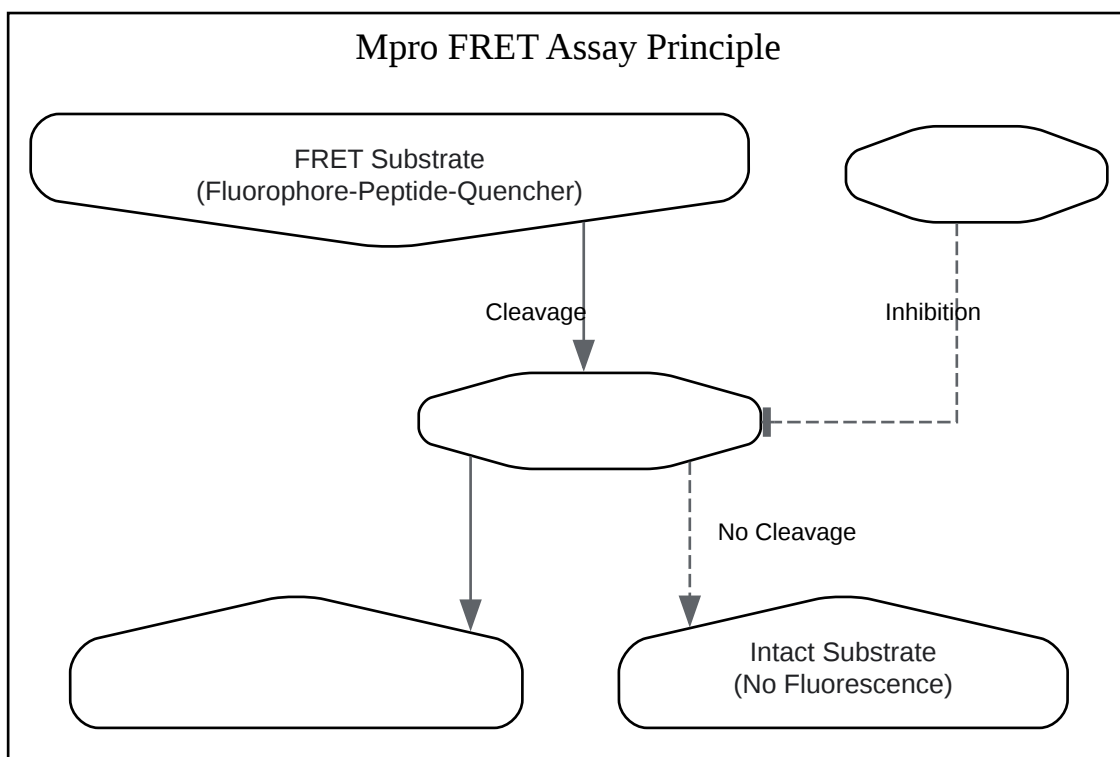 Mpro FRET Assay Principle
FRET Substrate
(Fluorophore-Peptide-Quencher)
Cleavage
Inhibition
No Cleavage
Intact Substrate
(No Fluorescence)